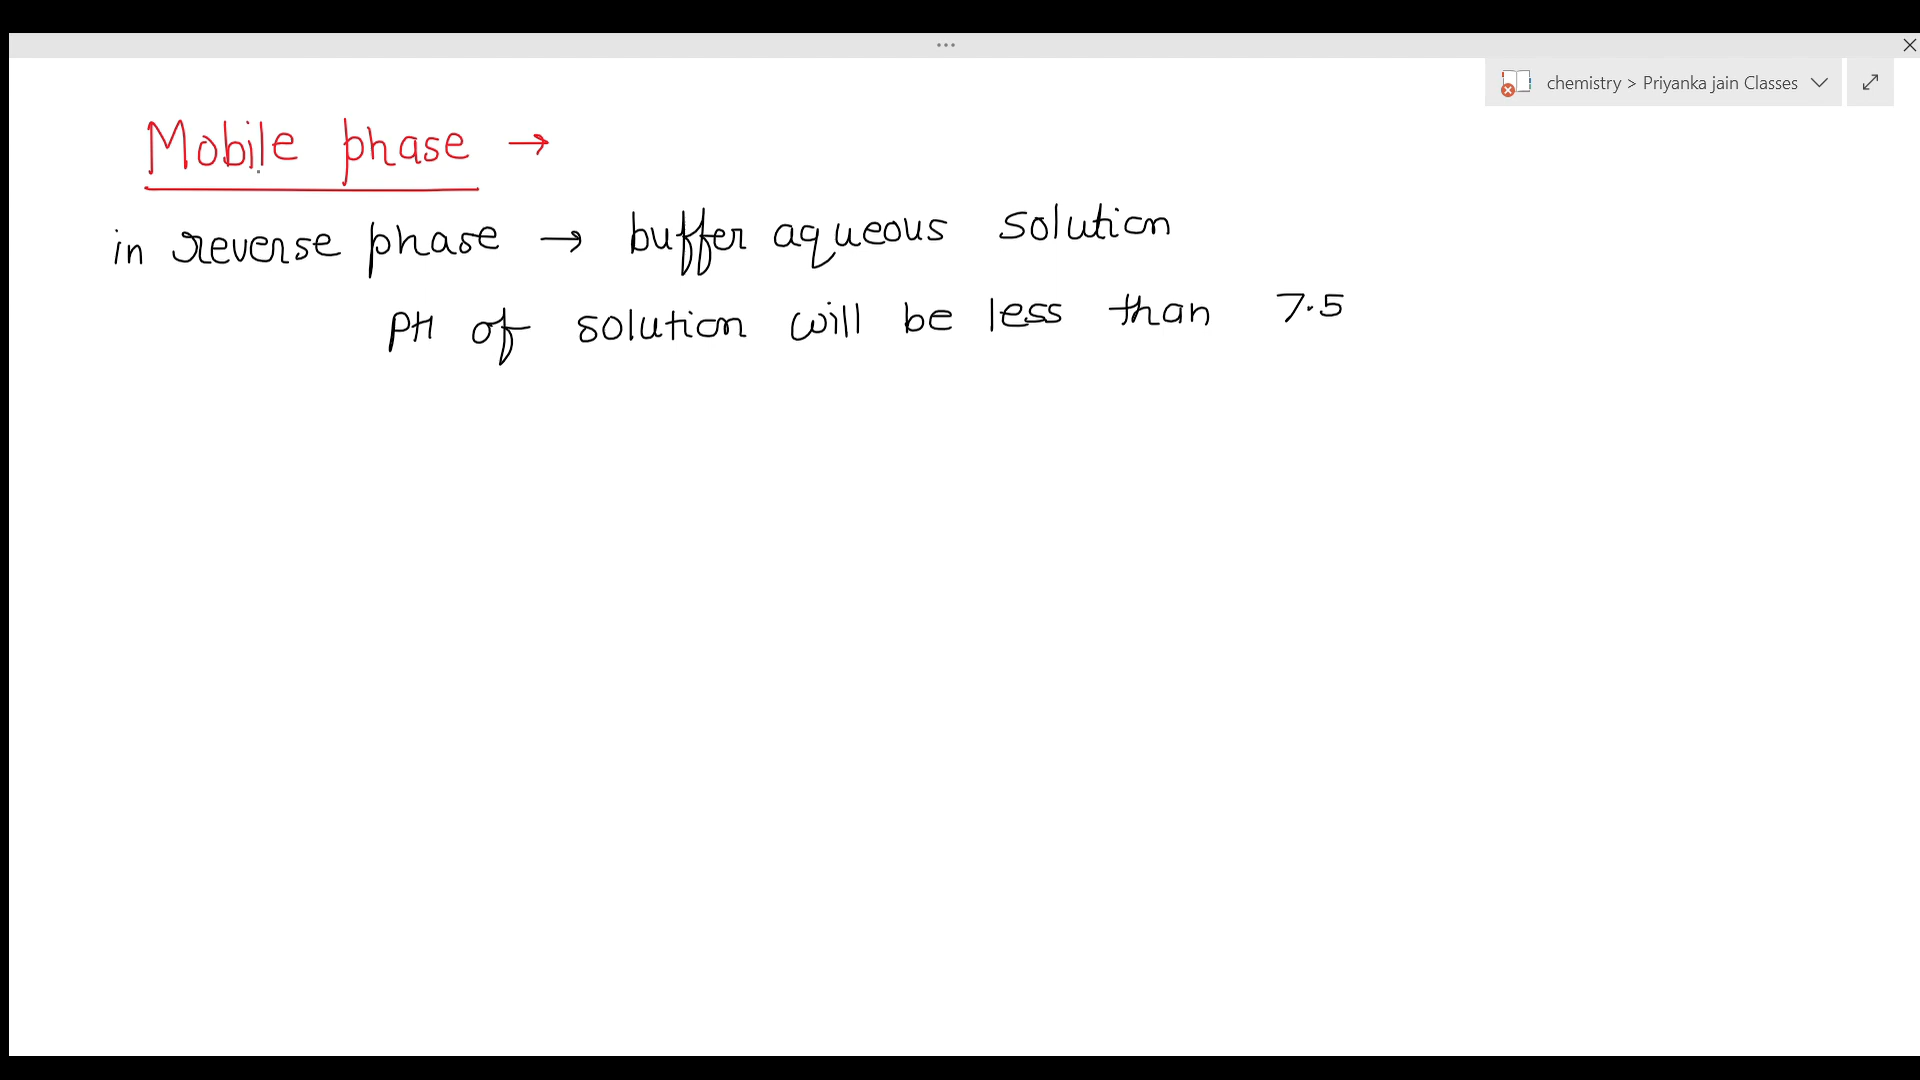 chemistry > Priyanka jain Classes
Mobile phase →
in reverse phase → buffer aqueous solution
PH of solution will be less than 7.5